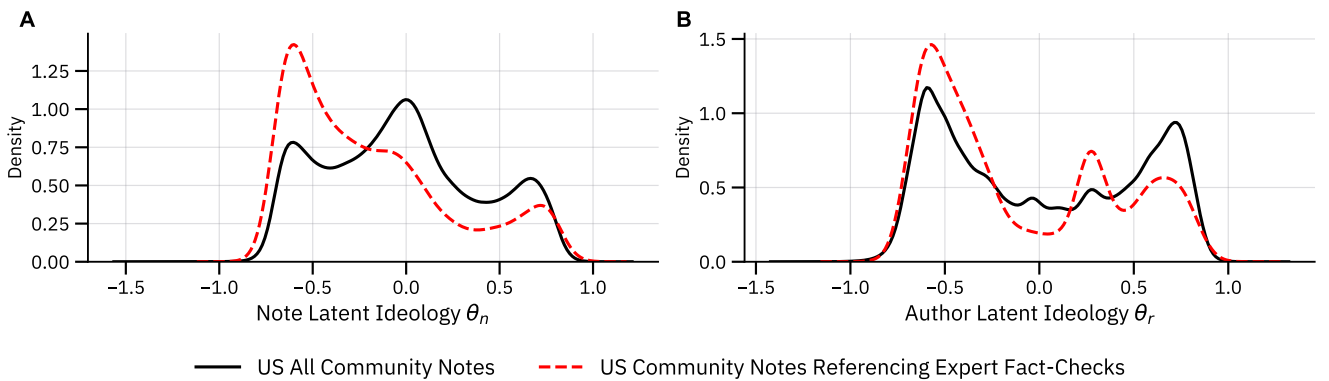 A
Density
1.25
1.00
0.75
0.50
0.25
0.00
−1.5 −1.0 −0.5 0.0 0.5 1.0
Note Latent Ideology θₙ
B
Density
1.5
1.0
0.5
0.0
−1.5 −1.0 −0.5 0.0 0.5 1.0
Author Latent Ideology θᵣ
US All Community Notes
US Community Notes Referencing Expert Fact-Checks